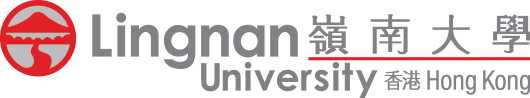 Lingnan 嶺南大學
University 香港 Hong Kong